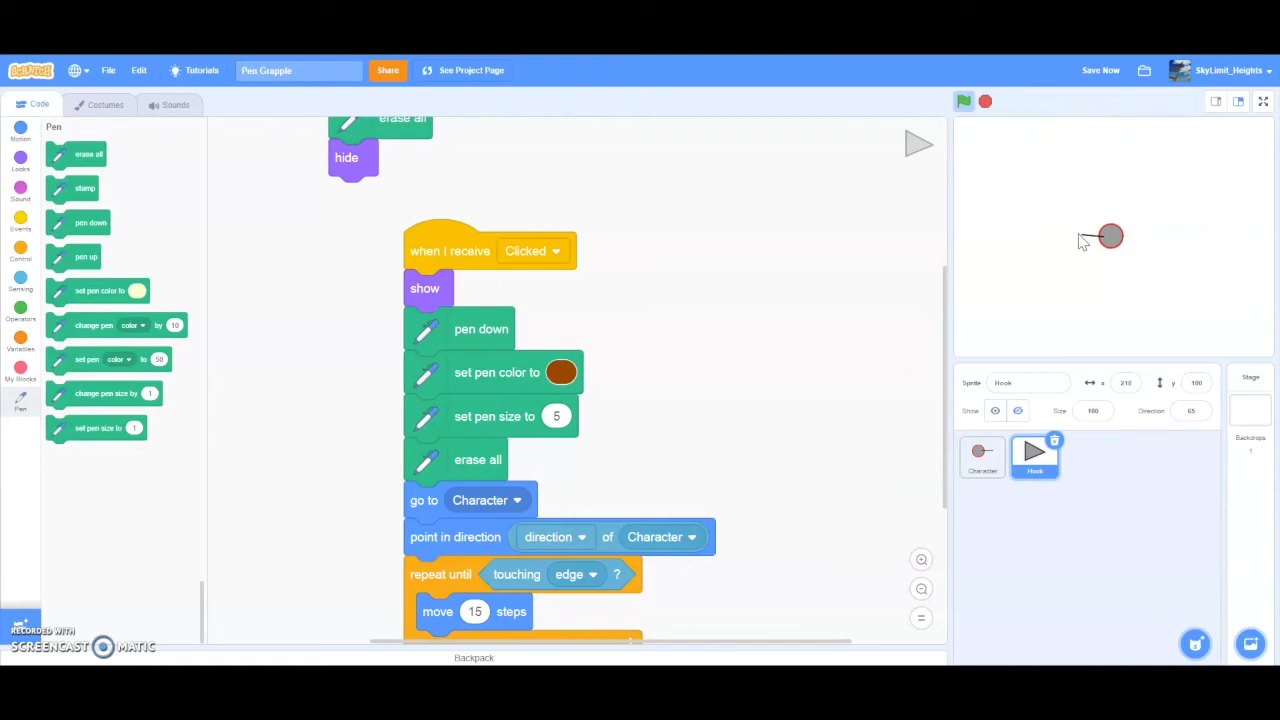 SCRATCH File Edit Tutorials Pen Grapple Share See Project Page Save Now SkyLimit_Heights
Code Costumes Sounds
Motion
Looks
Sound
Events
Control
Sensing
Operators
Variables
My Blocks
Pen
Pen
erase all
stamp
pen down
pen up
set pen color to
change pen color by 10
set pen color to 50
change pen size by 1
set pen size to 1
erase all
hide
when I receive Clicked
show
pen down
set pen color to
set pen size to 5
erase all
go to Character
point in direction direction of Character
repeat until touching edge ?
move 15 steps
Backpack
Sprite Hook x 218 y 100
Show Size 100 Direction 65
Character
Hook
Stage
Backdrops
1
RECORDED WITH
SCREENCAST MATIC